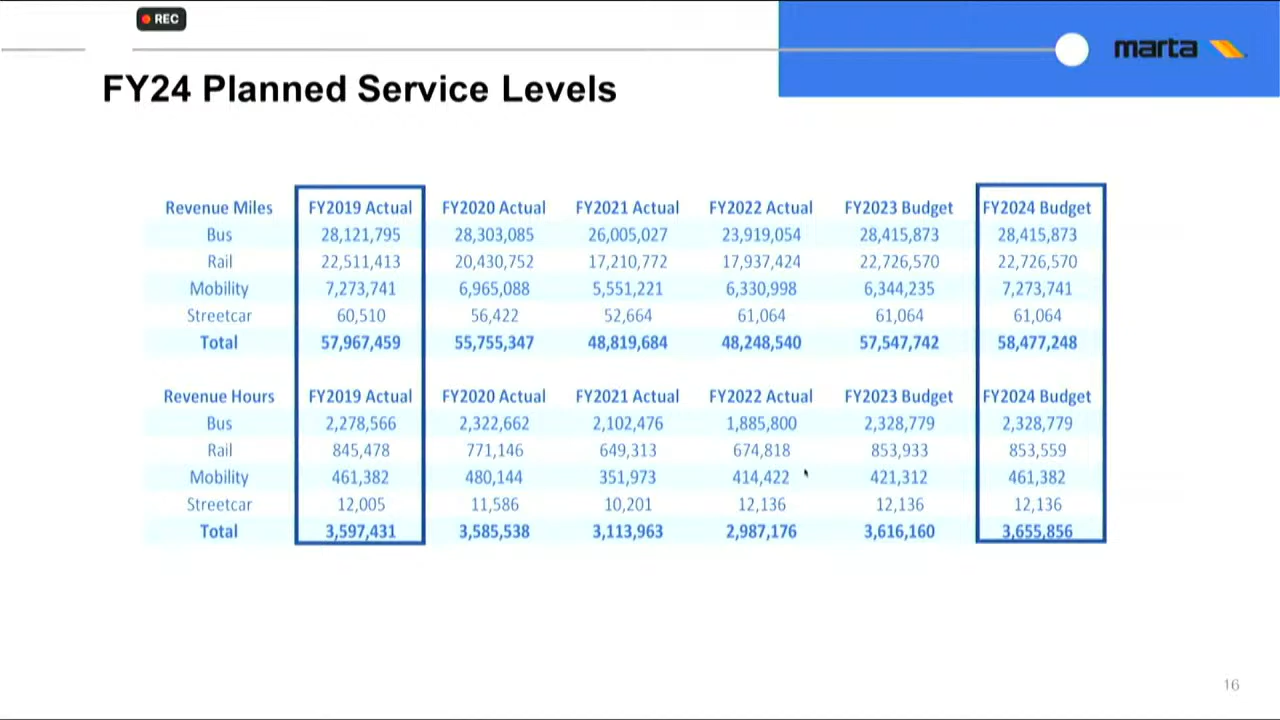 REC
marta
FY24 Planned Service Levels
Revenue Miles FY2019 Actual FY2020 Actual FY2021 Actual FY2022 Actual FY2023 Budget FY2024 Budget
Bus 28,121,795 28,303,085 26,005,027 23,919,054 28,415,873 28,415,873
Rail 22,511,413 20,430,752 17,210,772 17,937,424 22,726,570 22,726,570
Mobility 7,273,741 6,965,088 5,551,221 6,330,998 6,344,235 7,273,741
Streetcar 60,510 56,422 52,664 61,064 61,064 61,064
Total 57,967,459 55,755,347 48,819,684 48,248,540 57,547,742 58,477,248
Revenue Hours FY2019 Actual FY2020 Actual FY2021 Actual FY2022 Actual FY2023 Budget FY2024 Budget
Bus 2,278,566 2,322,662 2,102,476 1,885,800 2,328,779 2,328,779
Rail 845,478 771,146 649,313 674,818 853,933 853,559
Mobility 461,382 480,144 351,973 414,422 421,312 461,382
Streetcar 12,005 11,586 10,201 12,136 12,136 12,136
Total 3,597,431 3,585,538 3,113,963 2,987,176 3,616,160 3,655,856
16